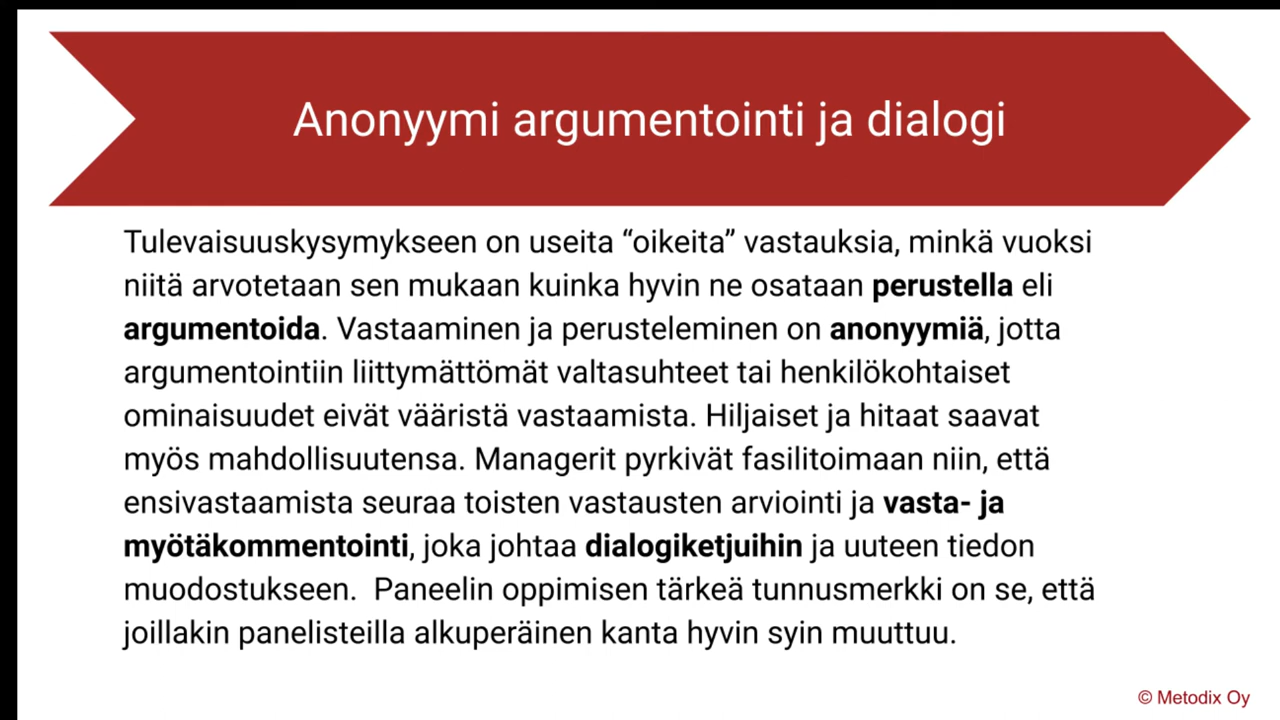 Anonyymi argumentointi ja dialogi
Tulevaisuuskysymykseen on useita “oikeita” vastauksia, minkä vuoksi
niitä arvotetaan sen mukaan kuinka hyvin ne osataan perustella eli
argumentoida. Vastaaminen ja perusteleminen on anonyymiä, jotta
argumentointiin liittymättömät valtasuhteet tai henkilökohtaiset
ominaisuudet eivät vääristä vastaamista. Hiljaiset ja hitaat saavat
myös mahdollisuutensa. Managerit pyrkivät fasilitoimaan niin, että
ensivastaamista seuraa toisten vastausten arviointi ja vasta- ja
myötäkommentointi, joka johtaa dialogiketjuihin ja uuteen tiedon
muodostukseen.  Paneelin oppimisen tärkeä tunnusmerkki on se, että
joillakin panelisteilla alkuperäinen kanta hyvin syin muuttuu.
© Metodix Oy